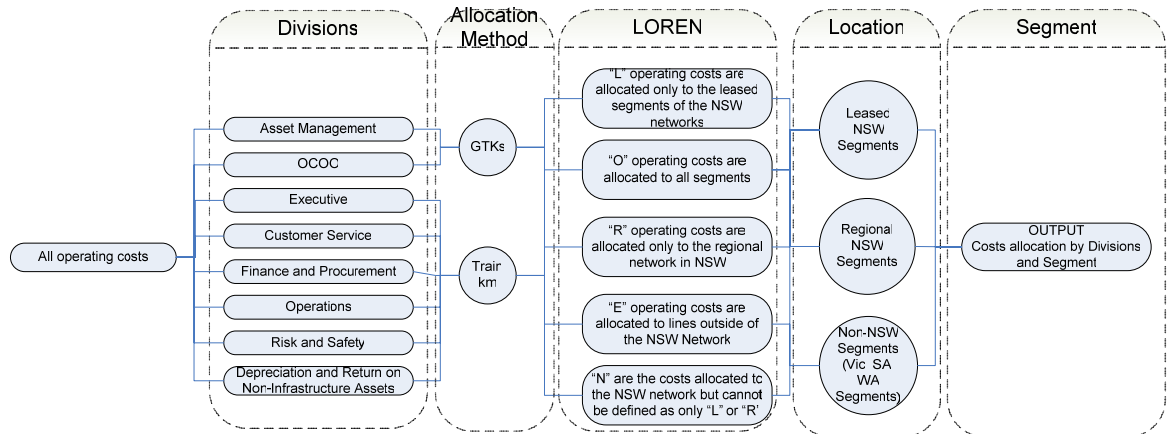 Divisions
Allocation
Method
LOREN
Location
Segment
All operating costs
Asset Management
OCOC
Executive
Customer Service
Finance and Procurement
Operations
Risk and Safety
Depreciation and Return on
Non-Infrastructure Assets
GTKs
Train
km
“L” operating costs are
allocated only to the leased
segments of the NSW
networks
“O” operating costs are
allocated to all segments
“R” operating costs are
allocated only to the regional
network in NSW
“E” operating costs are
allocated to lines outside of
the NSW Network
“N” are the costs allocated to
the NSW network but cannot
be defined as only “L” or “R’
Leased
NSW
Segments
Regional
NSW
Segments
Non-NSW
Segments
(Vic SA
WA
Segments)
OUTPUT
Costs allocation by Divisions
and Segment